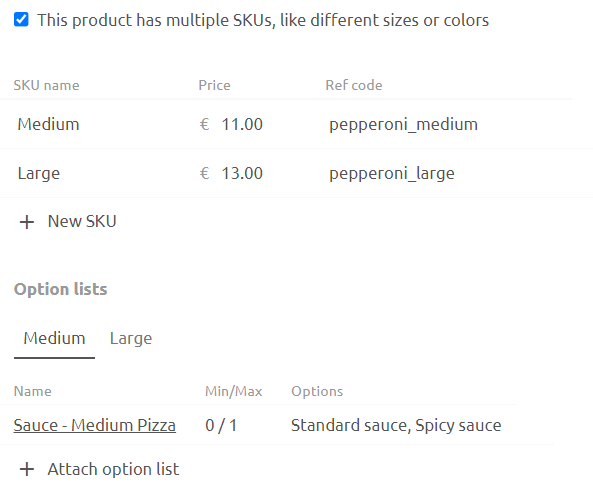 This product has multiple SKUs, like different sizes or colors
SKU name Price Ref code
Medium € 11.00 pepperoni_medium
Large € 13.00 pepperoni_large
+ New SKU
Option lists
Medium Large
Name Min/Max Options
Sauce - Medium Pizza 0 / 1 Standard sauce, Spicy sauce
+ Attach option list